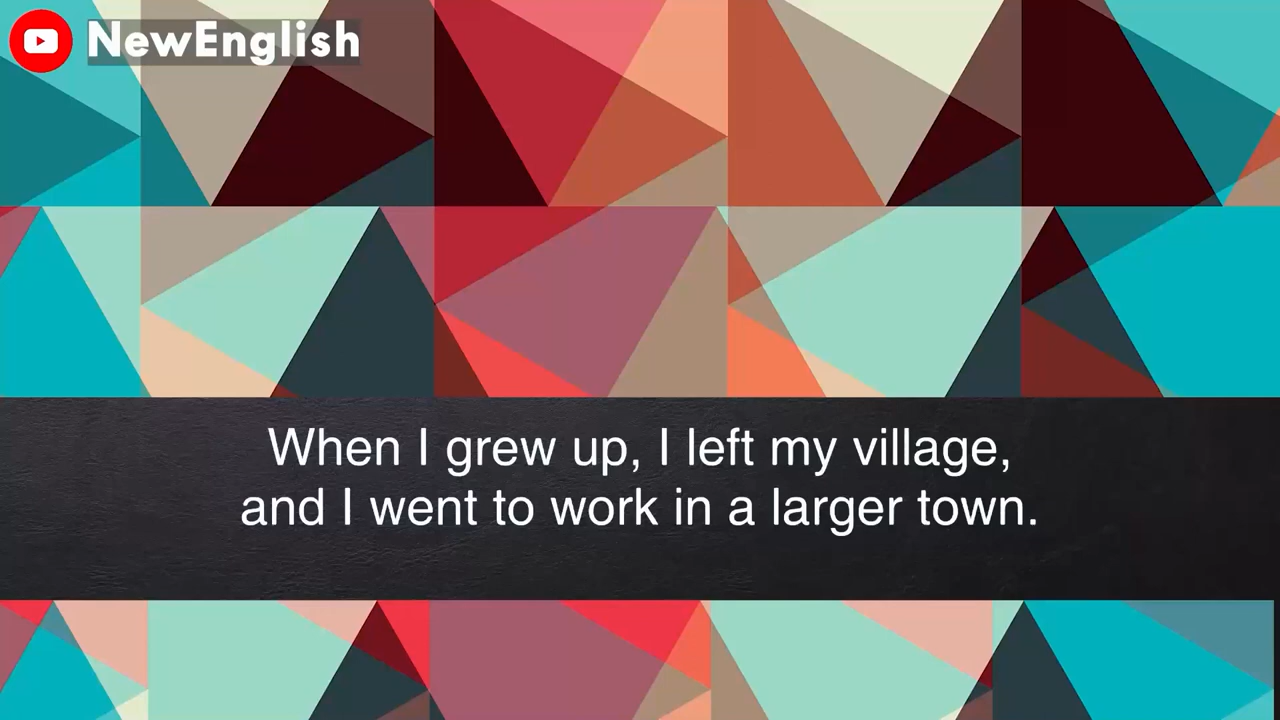 NewEnglish
When I grew up, I left my village,
and I went to work in a larger town.